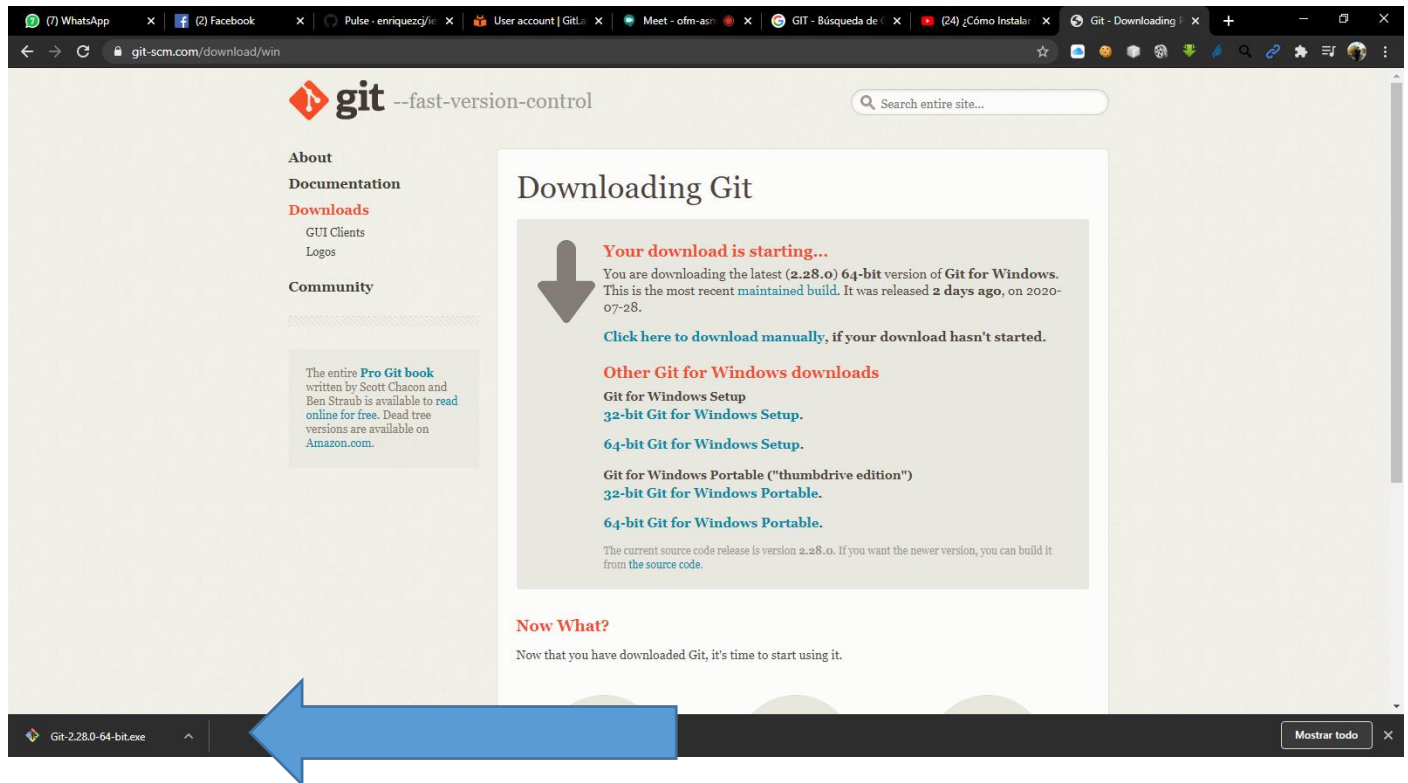 (7) WhatsApp
(2) Facebook
Pulse · enriquezcj/ie
User account | GitLa
Meet - ofm-asn
GIT - Búsqueda de G
(24) ¿Cómo Instalar
Git - Downloading P
git-scm.com/download/win
git --fast-version-control
Search entire site...
About
Documentation
Downloads
GUI Clients
Logos
Community
The entire Pro Git book
written by Scott Chacon and
Ben Straub is available to read
online for free. Dead tree
versions are available on
Amazon.com.
Downloading Git
Your download is starting...
You are downloading the latest (2.28.0) 64-bit version of Git for Windows.
This is the most recent maintained build. It was released 2 days ago, on 2020-
07-28.
Click here to download manually, if your download hasn't started.
Other Git for Windows downloads
Git for Windows Setup
32-bit Git for Windows Setup.
64-bit Git for Windows Setup.
Git for Windows Portable ("thumbdrive edition")
32-bit Git for Windows Portable.
64-bit Git for Windows Portable.
The current source code release is version 2.28.0. If you want the newer version, you can build it
from the source code.
Now What?
Now that you have downloaded Git, it's time to start using it.
Git-2.28.0-64-bit.exe
Mostrar todo